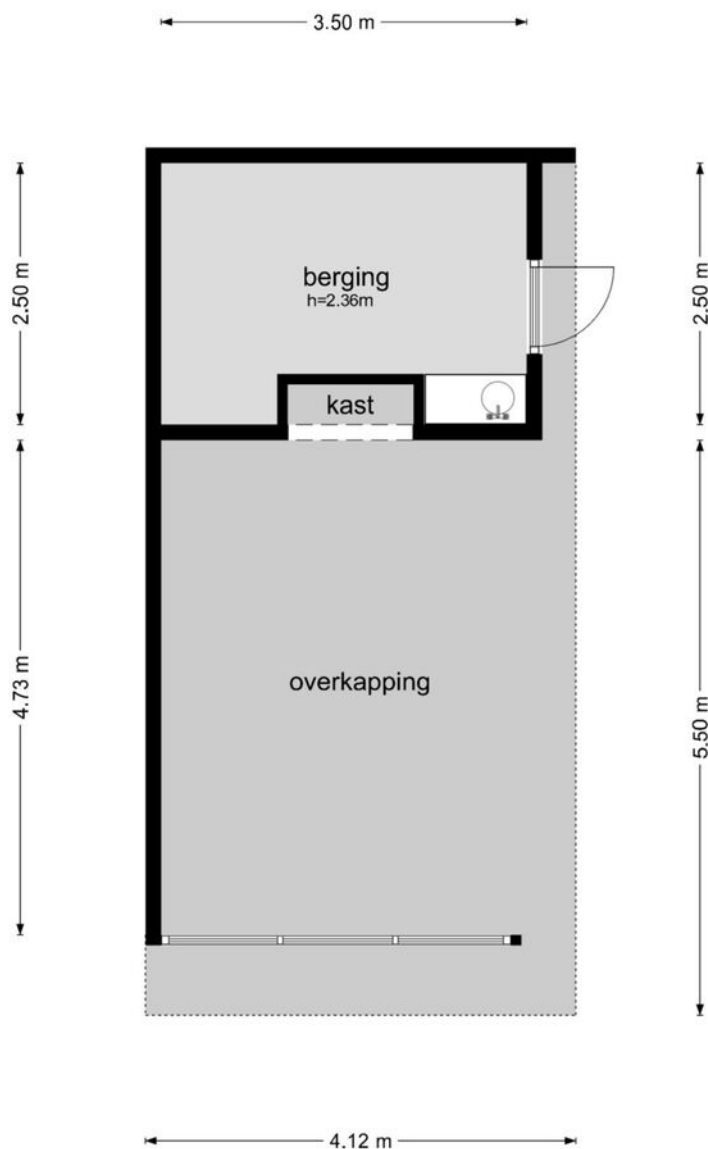 3.50 m
2.50 m
2.50 m
berging
h=2.36m
kast
4.73 m
overkapping
5.50 m
4.12 m